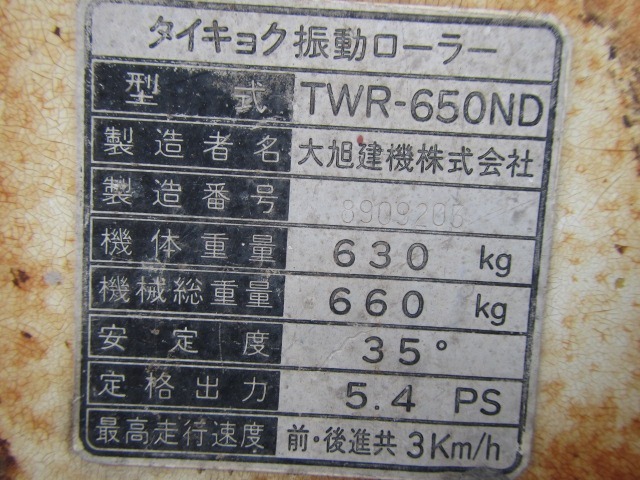 タイキョク振動ローラー
型式 TWR-650ND
製造者名 大旭建機株式会社
製造番号 8909206
機体重量 630 kg
機械総重量 660 kg
安定度 35°
定格出力 5.4 PS
最高走行速度 前・後進共 3Km/h